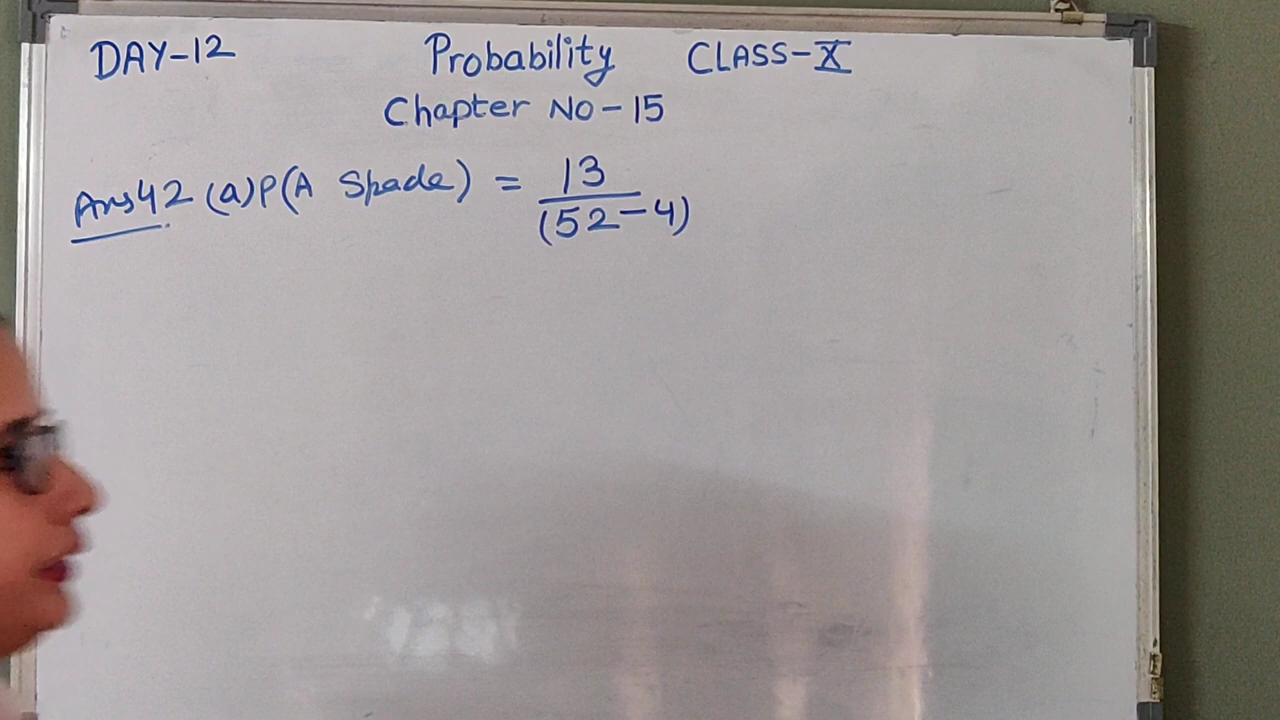 DAY-12 Probability CLASS-X
Chapter NO-15
Ans42 (a) P(A Spade) = 13/(52-4)